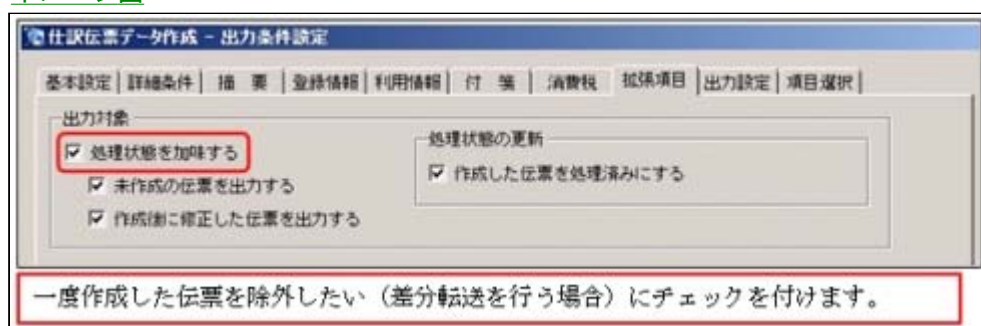 仕訳伝票データ作成 - 出力条件設定
基本設定 詳細条件 摘 要 登録情報 利用情報 付 箋 消費税 拡張項目 出力設定 項目選択
出力対象
処理状態を加味する
未作成の伝票を出力する
作成後に修正した伝票を出力する
処理状態の更新
作成した伝票を処理済みにする
一度作成した伝票を除外したい（差分転送を行う場合）にチェックを付けます。